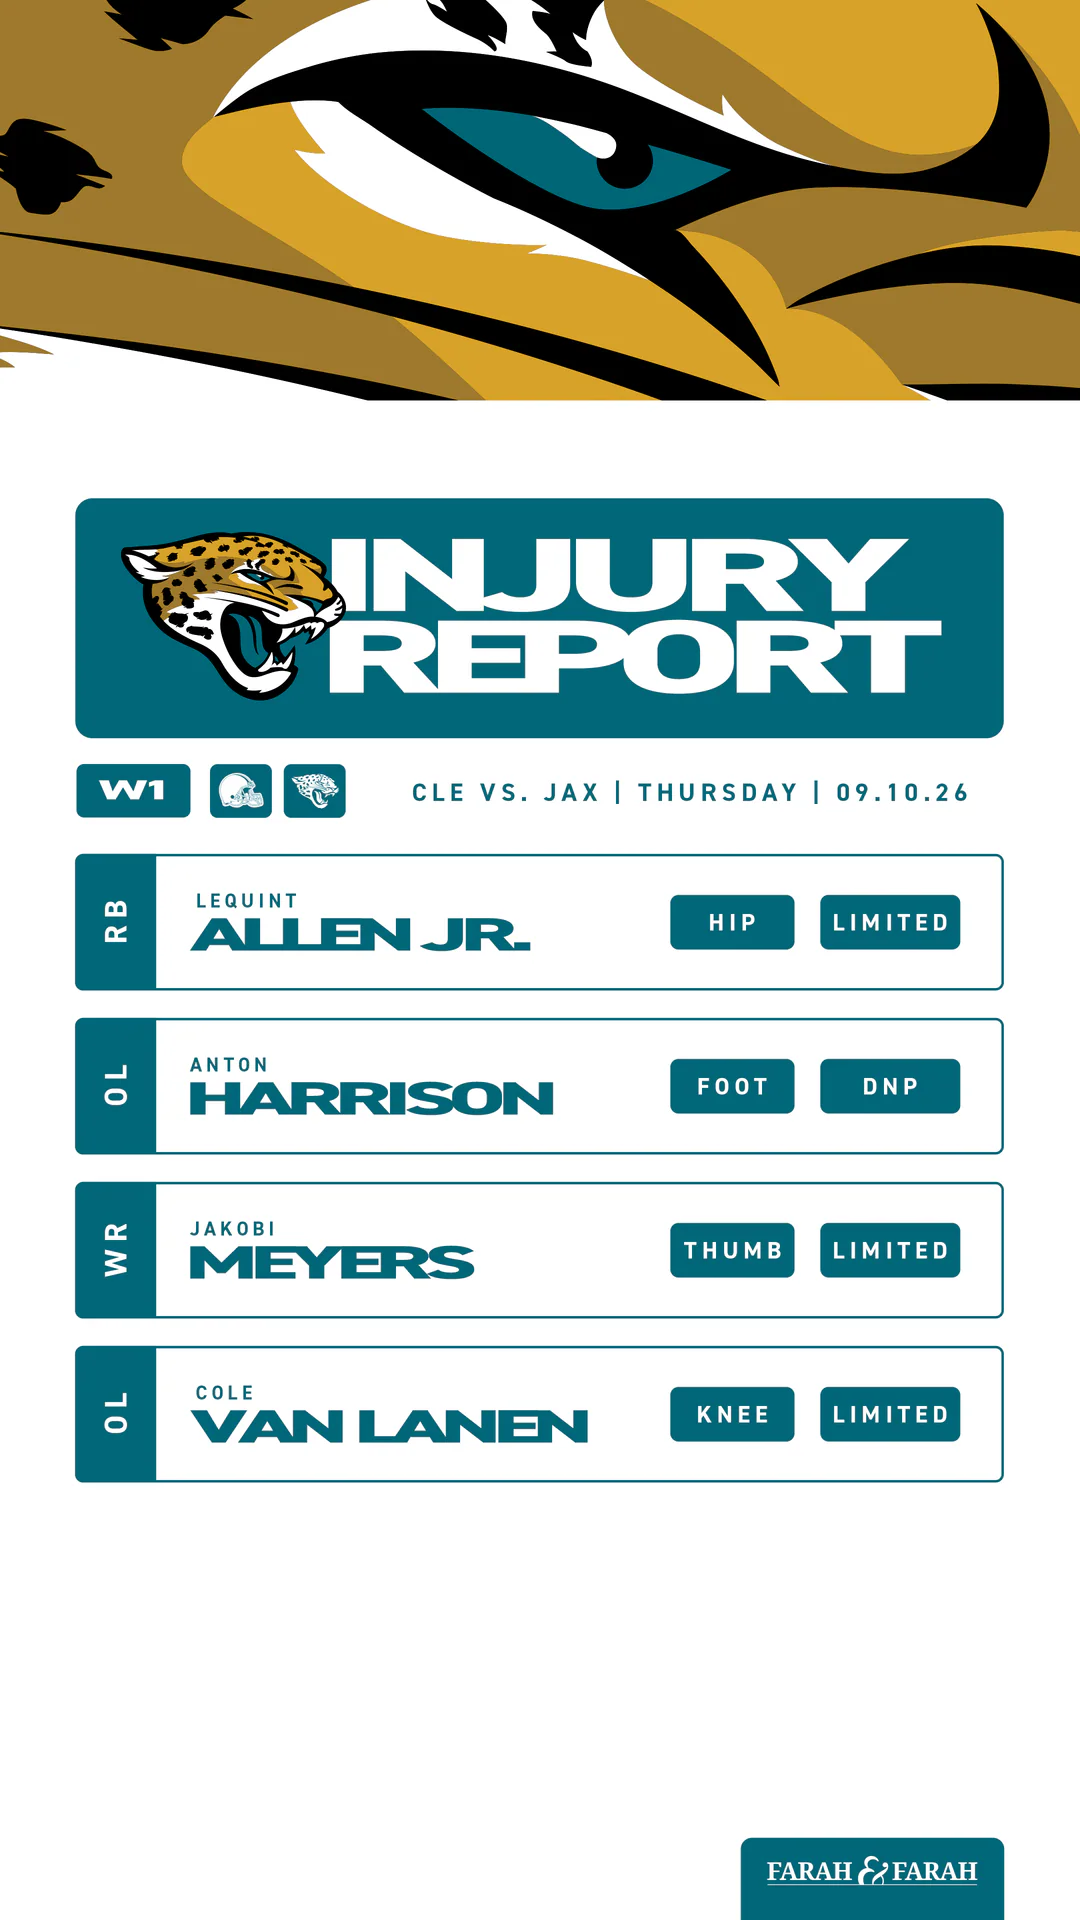 INJURY
REPORT
W1
CLE VS. JAX | THURSDAY | 09.10.26
RB
LEQUINT
ALLEN JR.
HIP
LIMITED
OL
ANTON
HARRISON
FOOT
DNP
WR
JAKOBI
MEYERS
THUMB
LIMITED
OL
COLE
VAN LANEN
KNEE
LIMITED
FARAH & FARAH